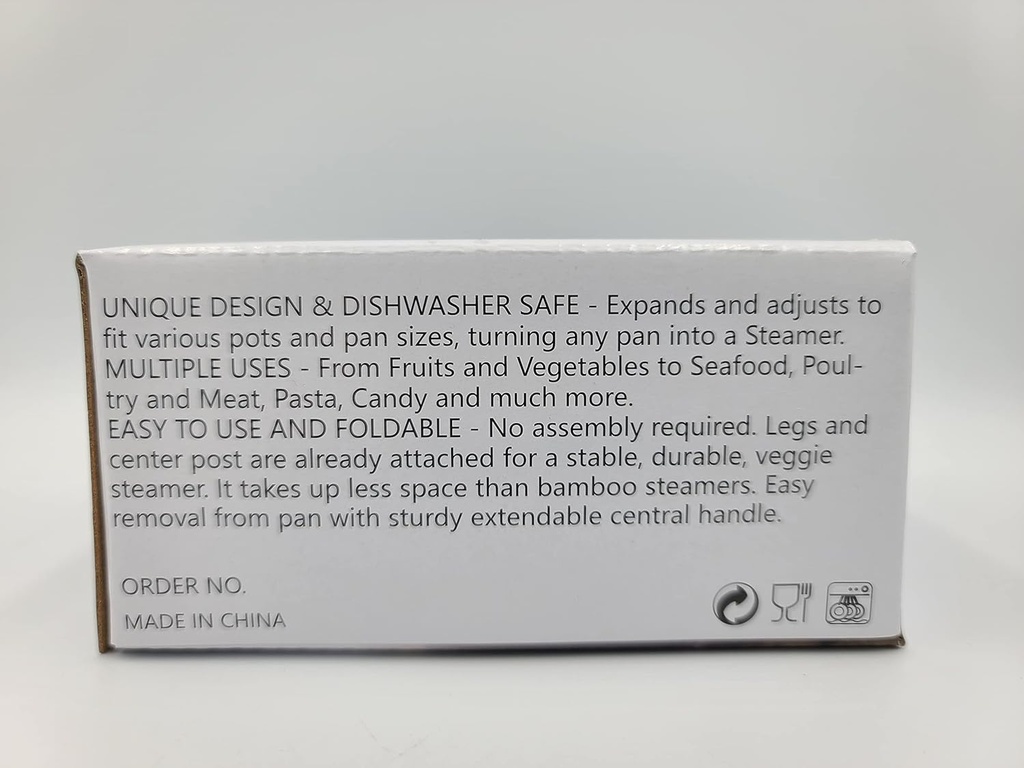 UNIQUE DESIGN & DISHWASHER SAFE - Expands and adjusts to
fit various pots and pan sizes, turning any pan into a Steamer.
MULTIPLE USES - From Fruits and Vegetables to Seafood, Poul-
try and Meat, Pasta, Candy and much more.
EASY TO USE AND FOLDABLE - No assembly required. Legs and
center post are already attached for a stable, durable, veggie
steamer. It takes up less space than bamboo steamers. Easy
removal from pan with sturdy extendable central handle.
ORDER NO.
MADE IN CHINA